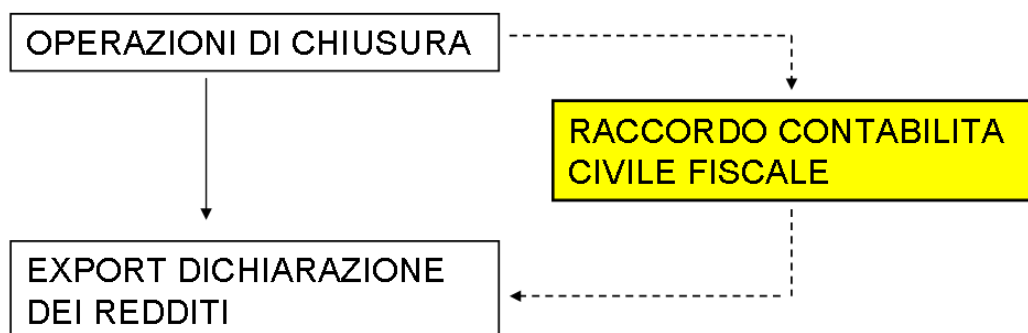 OPERAZIONI DI CHIUSURA
RACCORDO CONTABILITA
CIVILE FISCALE
EXPORT DICHIARAZIONE
DEI REDDITI